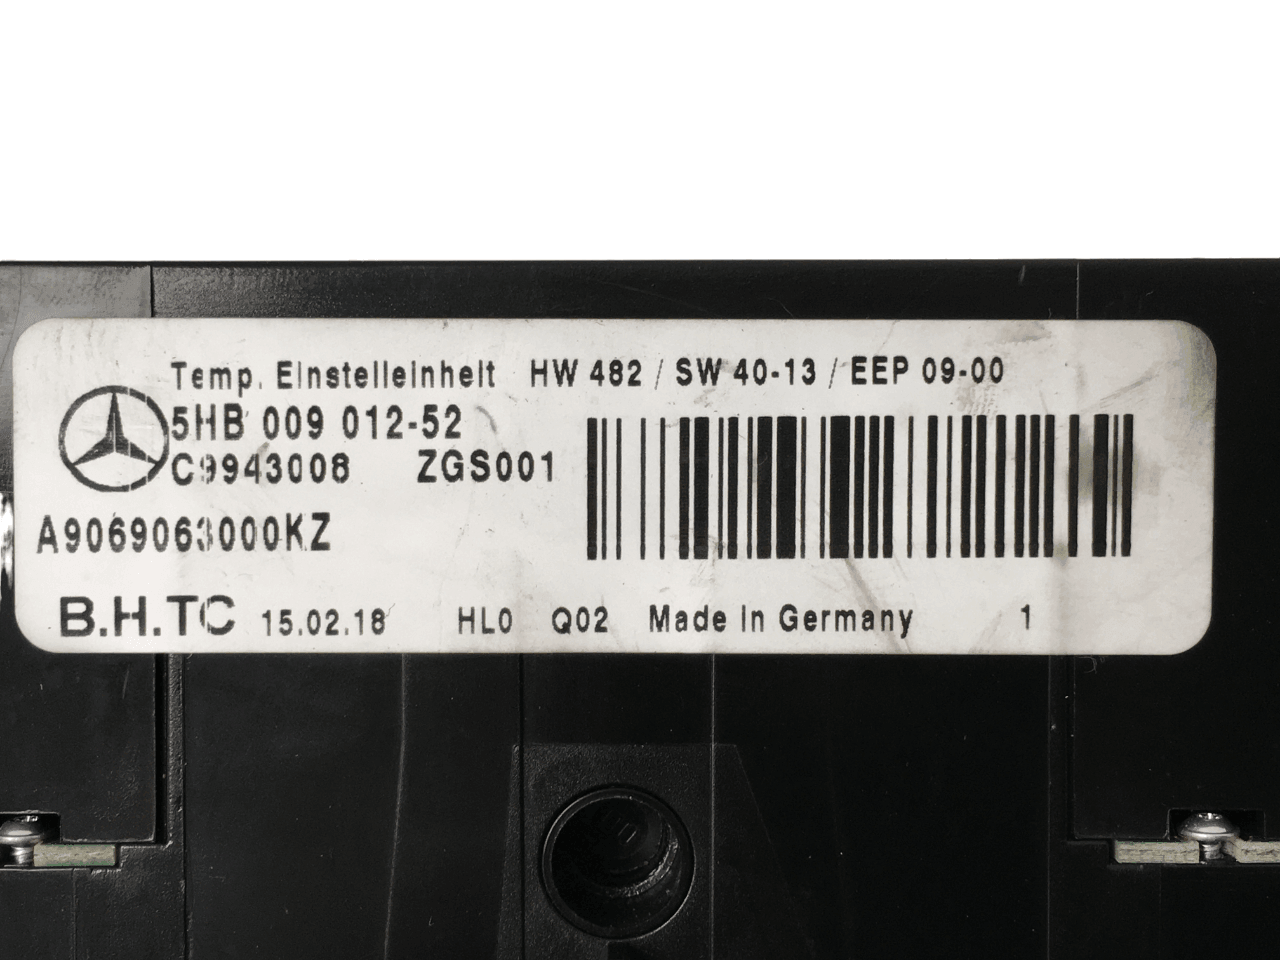 Temp. Einstelleinheit HW 482 / SW 40-13 / EEP 09-00
5HB 009 012-52
C9943008 ZGS001
A9069063000KZ
B.H.TC 15.02.18 HL0 Q02 Made in Germany 1